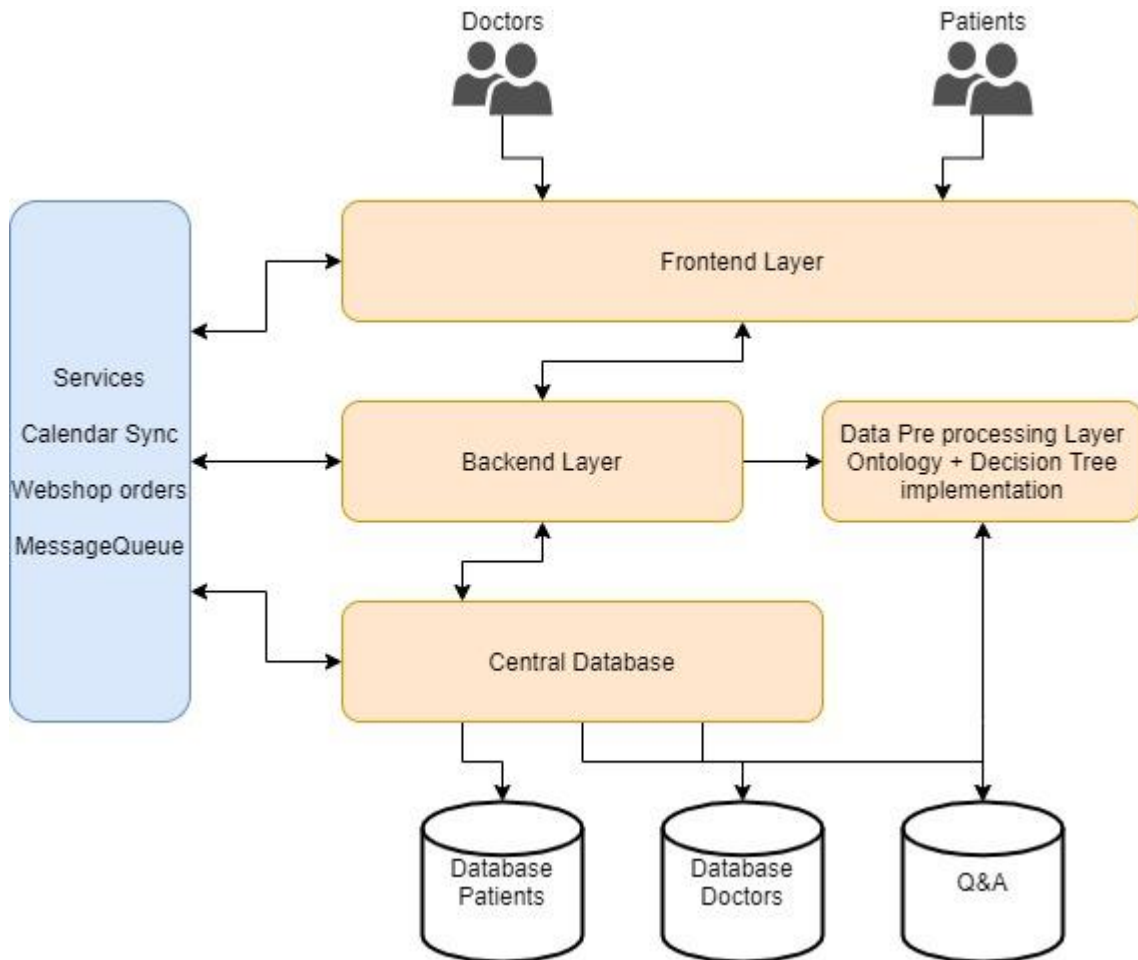 Doctors
Patients
Frontend Layer
Services
Calendar Sync
Webshop orders
MessageQueue
Backend Layer
Data Pre processing Layer
Ontology + Decision Tree
implementation
Central Database
Database
Patients
Database
Doctors
Q&A